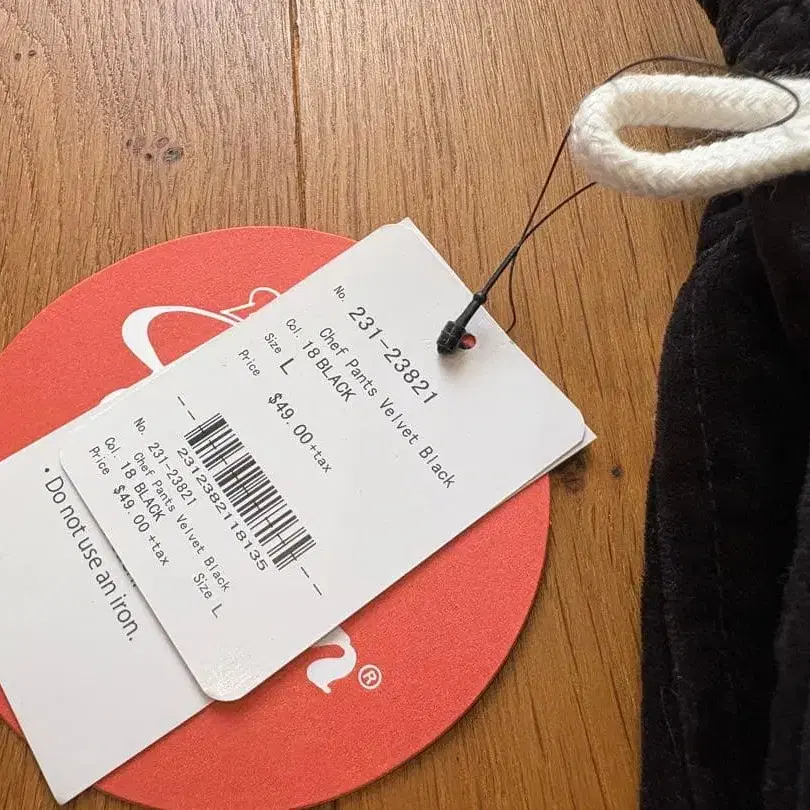 No. 231-23821
Chef Pants Velvet Black
Col. 18 BLACK
Size L
Price $49.00+tax
2312382118135
No. 231-23821
Chef Pants Velvet Black
Col. 18 BLACK Size L
Price $49.00 +tax
• Do not use an iron.
®